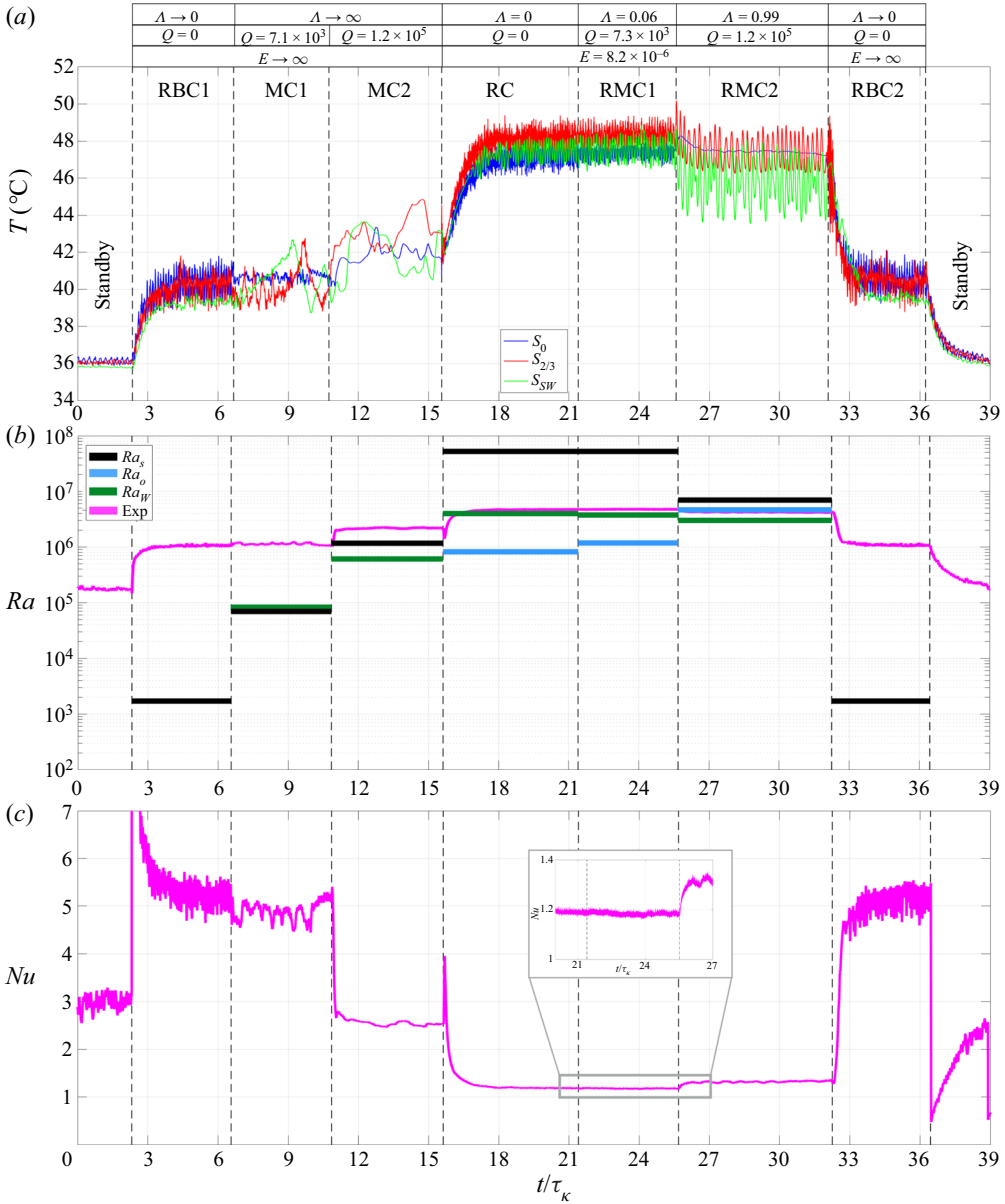 (a)
Λ → 0 Λ → ∞ Λ = 0 Λ = 0.06 Λ = 0.99 Λ → 0
Q = 0 Q = 7.1 × 10³ Q = 1.2 × 10⁵ Q = 0 Q = 7.3 × 10³ Q = 1.2 × 10⁵ Q = 0
E → ∞ E = 8.2 × 10⁻⁶ E → ∞
52
RBC1 MC1 MC2 RC RMC1 RMC2 RBC2
50
48
46
T (°C)
44
42
40
38
36
34
Standby
Standby
S₀
S₂/₃
S_SW
3 6 9 12 15 18 21 24 27 30 33 36 39
(b)
10⁸
10⁷
10⁶
Ra
10⁵
10⁴
10³
10²
Ra_s
Ra_o
Ra_W
Exp
0 3 6 9 12 15 18 21 24 27 30 33 36 39
(c)
7
6
5
4
Nu
3
2
1
1.4
1.2
Nu
1
21 24 27
t/τ_κ
0 3 6 9 12 15 18 21 24 27 30 33 36 39
t/τ_κ